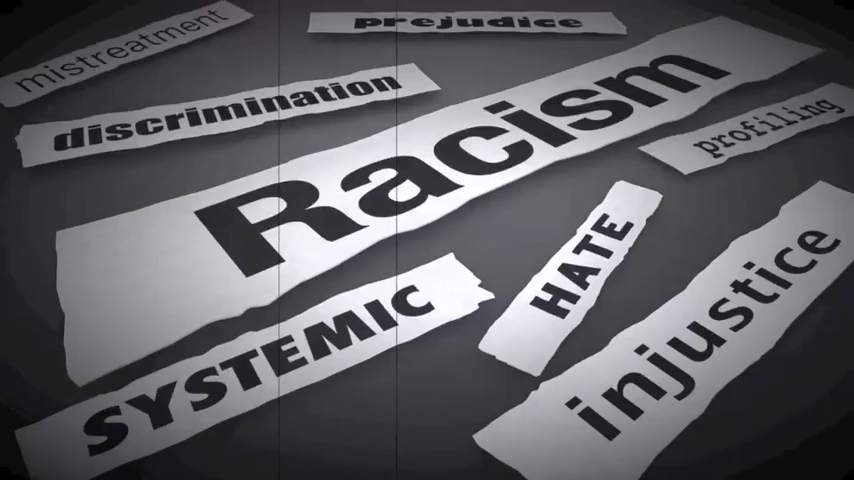 mistreatment
prejudice
discrimination
Racism
profiling
HATE
SYSTEMIC
injustice